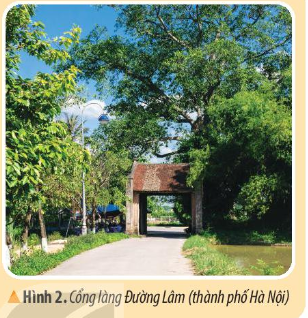 ▲ Hình 2. Cổng làng Đường Lâm (thành phố Hà Nội)